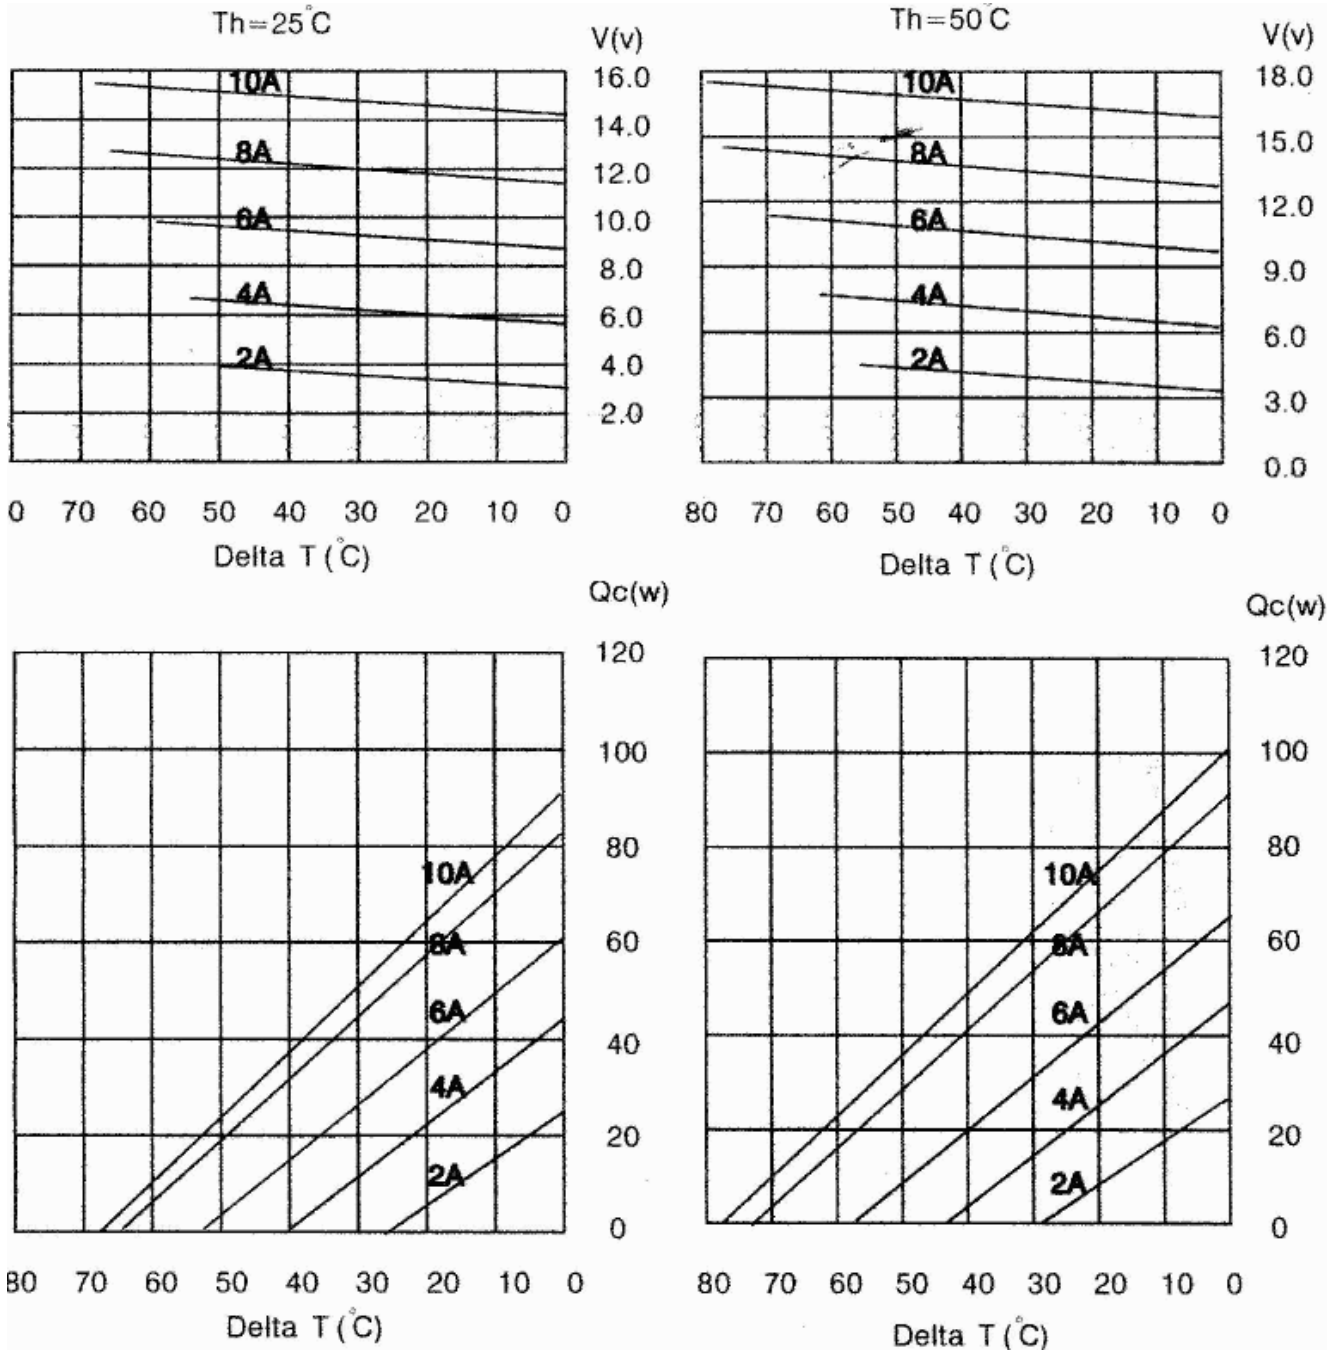 Th=25°C
V(v)
16.0
14.0
12.0
10.0
8.0
6.0
4.0
2.0
10A
8A
6A
4A
2A
0 70 60 50 40 30 20 10 0
Delta T (°C)
Th=50°C
V(v)
18.0
15.0
12.0
9.0
6.0
3.0
0.0
10A
8A
6A
4A
2A
80 70 60 50 40 30 20 10 0
Delta T (°C)
Qc(w)
120
100
80
60
40
20
0
10A
8A
6A
4A
2A
80 70 60 50 40 30 20 10 0
Delta T (°C)
Qc(w)
120
100
80
60
40
20
0
10A
8A
6A
4A
2A
80 70 60 50 40 30 20 10 0
Delta T (°C)